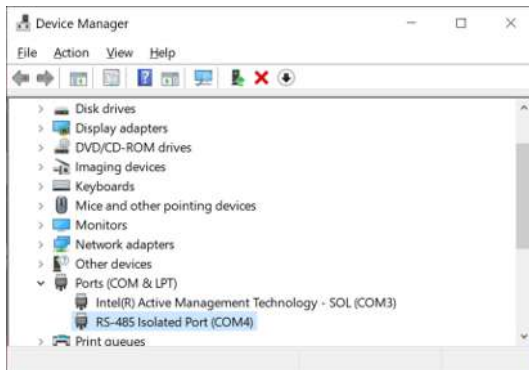 Device Manager
File Action View Help
Disk drives
Display adapters
DVD/CD-ROM drives
Imaging devices
Keyboards
Mice and other pointing devices
Monitors
Network adapters
Other devices
Ports (COM & LPT)
Intel(R) Active Management Technology - SOL (COM3)
RS-485 Isolated Port (COM4)
Print queues